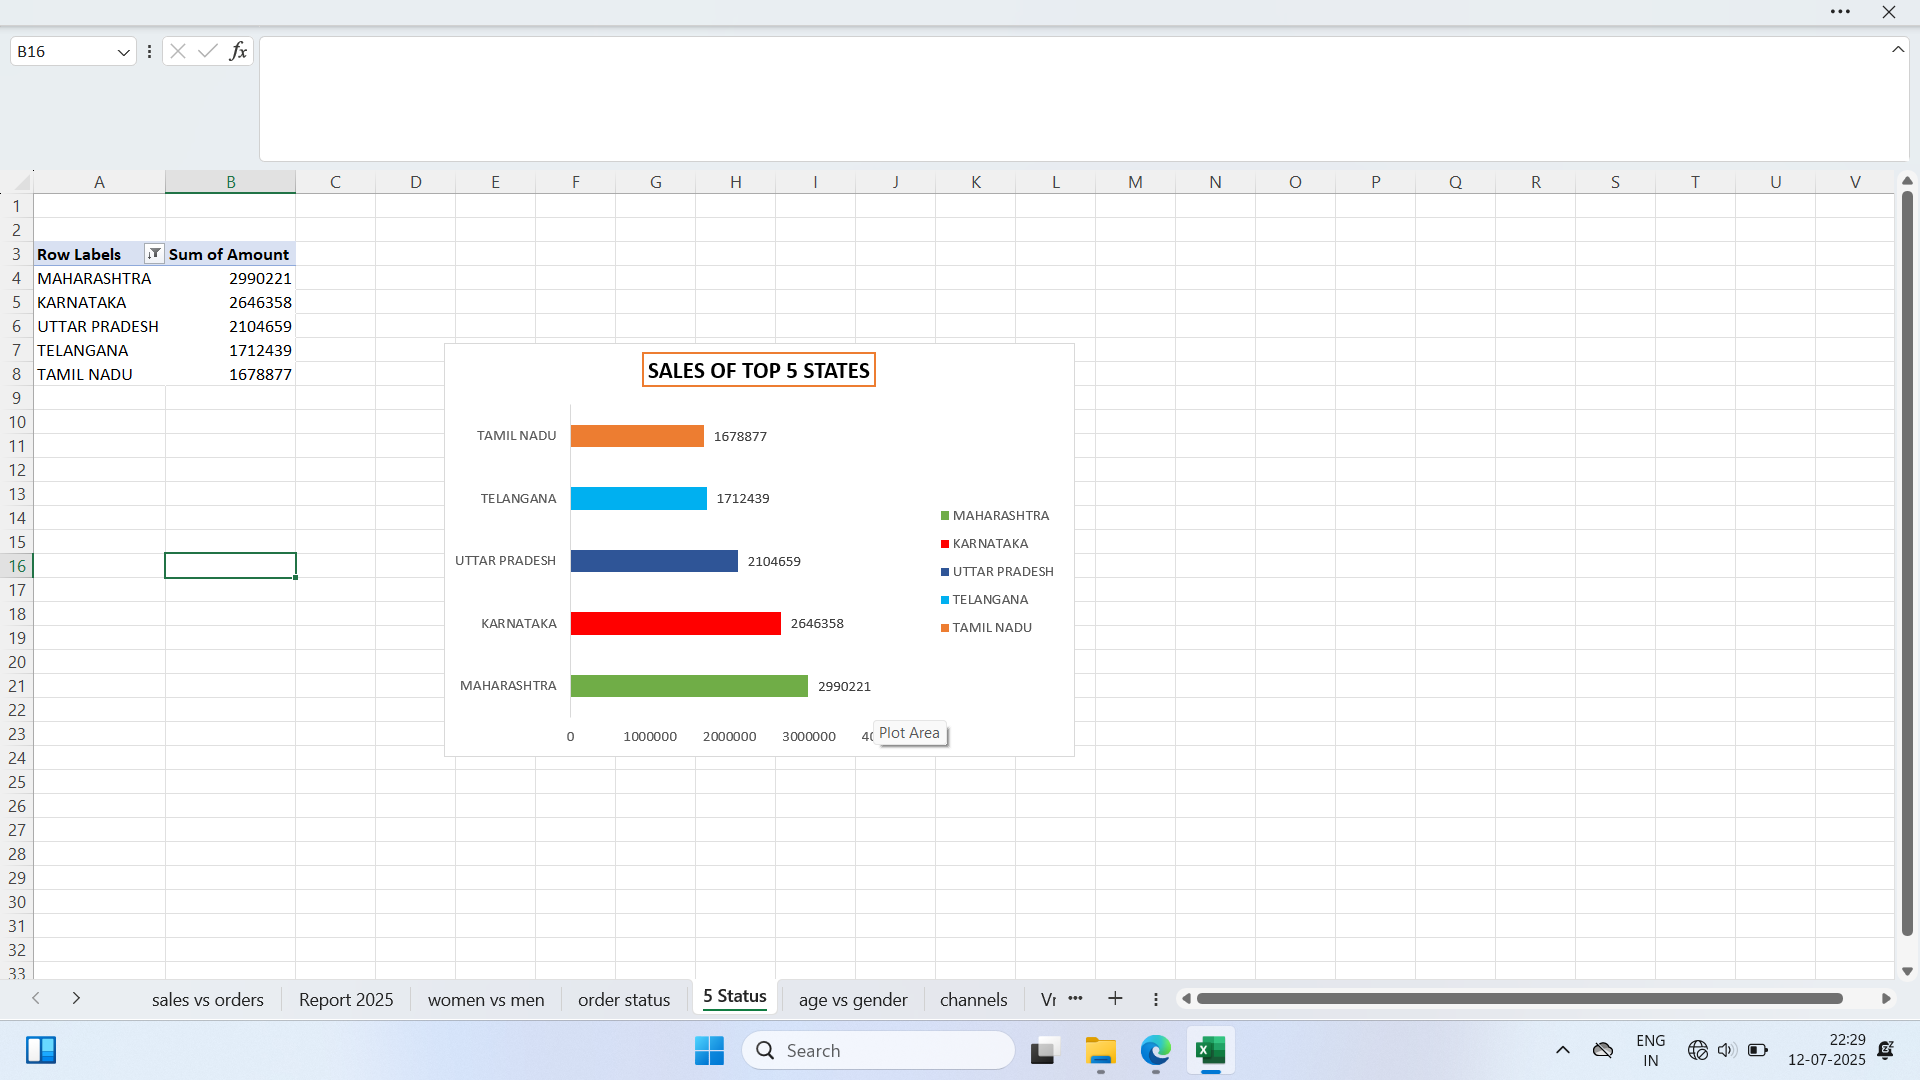 B16
fx
A B C D E F G H I J K L M N O P Q R S T U V
1
2
3 Row Labels Sum of Amount
4 MAHARASHTRA 2990221
5 KARNATAKA 2646358
6 UTTAR PRADESH 2104659
7 TELANGANA 1712439
8 TAMIL NADU 1678877
9
10
11
12
13
14
15
16
17
18
19
20
21
22
23
24
25
26
27
28
29
30
31
32
33
SALES OF TOP 5 STATES
TAMIL NADU 1678877
TELANGANA 1712439
UTTAR PRADESH 2104659
KARNATAKA 2646358
MAHARASHTRA 2990221
0 1000000 2000000 3000000 40
Plot Area
MAHARASHTRA
KARNATAKA
UTTAR PRADESH
TELANGANA
TAMIL NADU
sales vs orders Report 2025 women vs men order status 5 Status age vs gender channels
Search
ENG
IN
22:29
12-07-2025